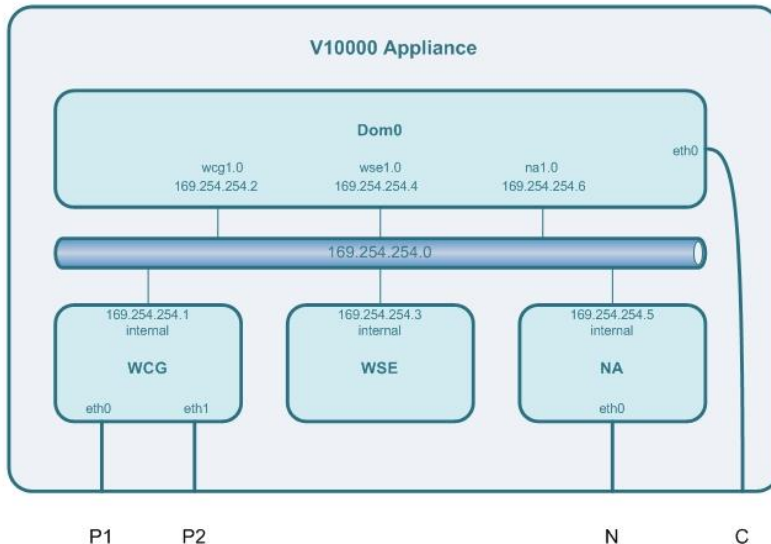 V10000 Appliance
Dom0
eth0
wcg1.0
169.254.254.2
wse1.0
169.254.254.4
na1.0
169.254.254.6
169.254.254.0
169.254.254.1
internal
WCG
eth0
eth1
169.254.254.3
internal
WSE
169.254.254.5
internal
NA
eth0
P1
P2
N
C